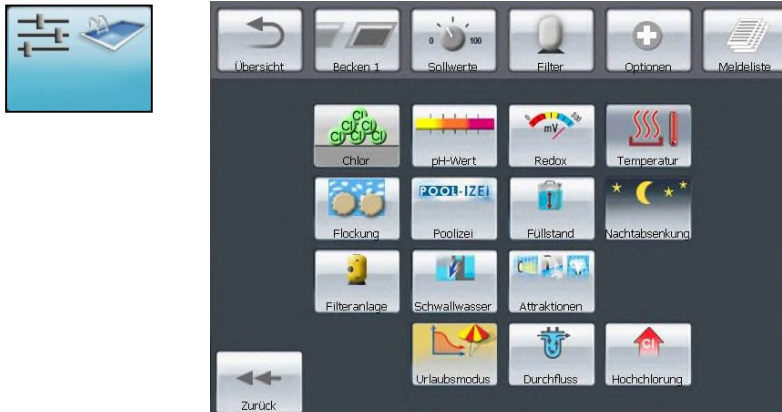 Übersicht
Becken 1
0 100
Sollwerte
Filter
Optionen
Meldeliste
Cl Cl Cl Cl Cl Cl
Chlor
pH-Wert
mV
Redox
Temperatur
Flockung
POOL-IZEI
Poolizei
Füllstand
Nachtabsenkung
Filteranlage
Schwallwasser
Attraktionen
Urlaubsmodus
Durchfluss
Cl
Hochchlorung
Zurück